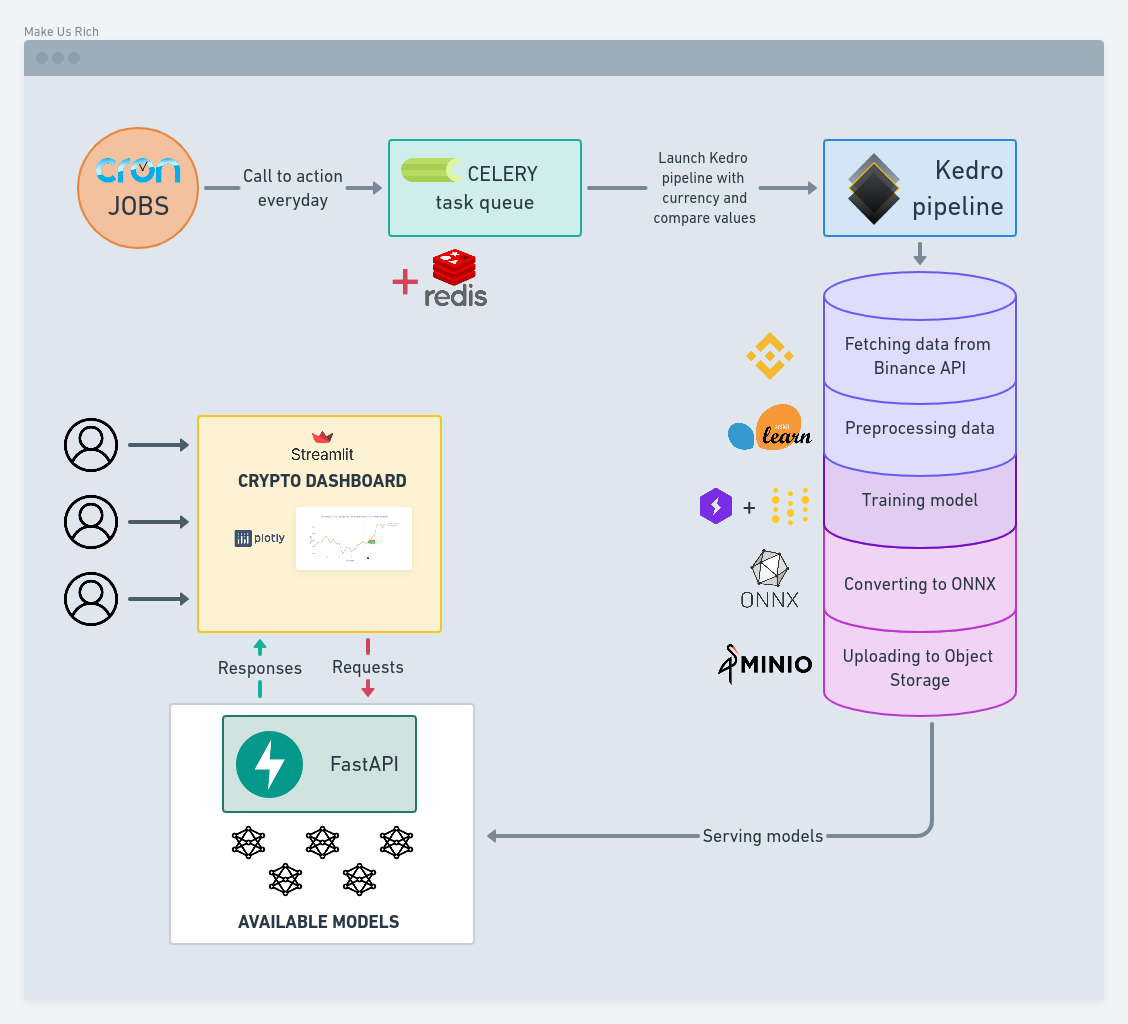 Make Us Rich
cron
JOBS
Call to action
everyday
CELERY
task queue
Launch Kedro
pipeline with
currency and
compare values
Kedro
pipeline
+
redis
Fetching data from
Binance API
Preprocessing data
scikit
learn
Training model
+
Converting to ONNX
ONNX
Uploading to Object
Storage
MINIO
Streamlit
CRYPTO DASHBOARD
plotly
Responses
Requests
FastAPI
Serving models
AVAILABLE MODELS